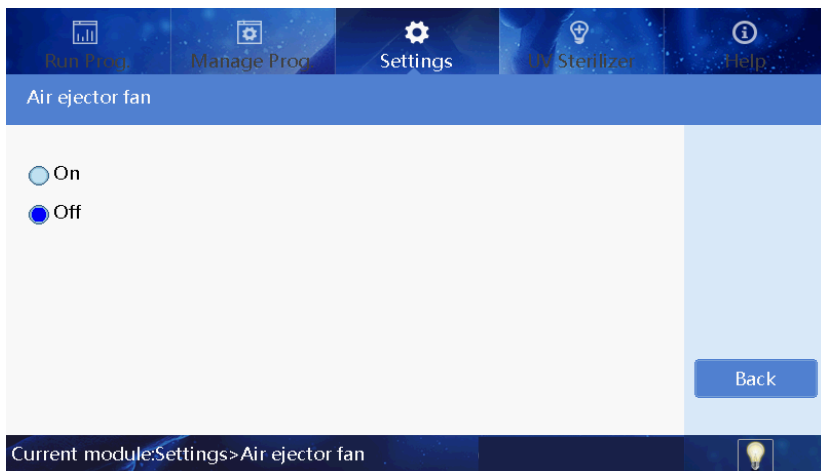 Run Prog.
Manage Prog.
Settings
UV Sterilizer
Help
Air ejector fan
On
Off
Back
Current module:Settings>Air ejector fan